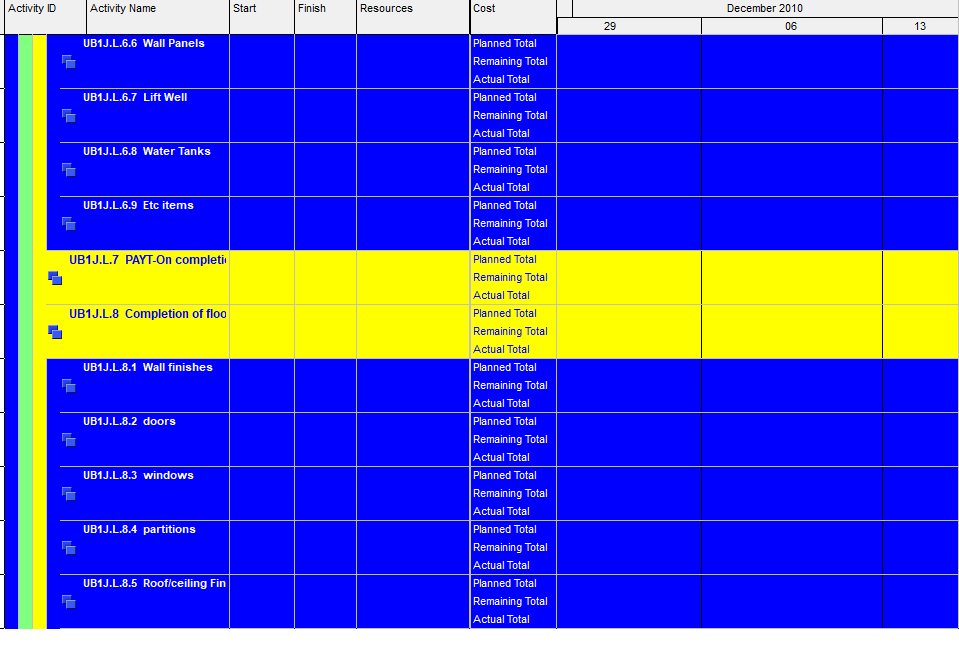 Activity ID Activity Name Start Finish Resources Cost December 2010
29 06 13
UB1J.L.6.6 Wall Panels Planned Total
Remaining Total
Actual Total
UB1J.L.6.7 Lift Well Planned Total
Remaining Total
Actual Total
UB1J.L.6.8 Water Tanks Planned Total
Remaining Total
Actual Total
UB1J.L.6.9 Etc items Planned Total
Remaining Total
Actual Total
UB1J.L.7 PAYT-On completi Planned Total
Remaining Total
Actual Total
UB1J.L.8 Completion of floo Planned Total
Remaining Total
Actual Total
UB1J.L.8.1 Wall finishes Planned Total
Remaining Total
Actual Total
UB1J.L.8.2 doors Planned Total
Remaining Total
Actual Total
UB1J.L.8.3 windows Planned Total
Remaining Total
Actual Total
UB1J.L.8.4 partitions Planned Total
Remaining Total
Actual Total
UB1J.L.8.5 Roof/ceiling Fin Planned Total
Remaining Total
Actual Total